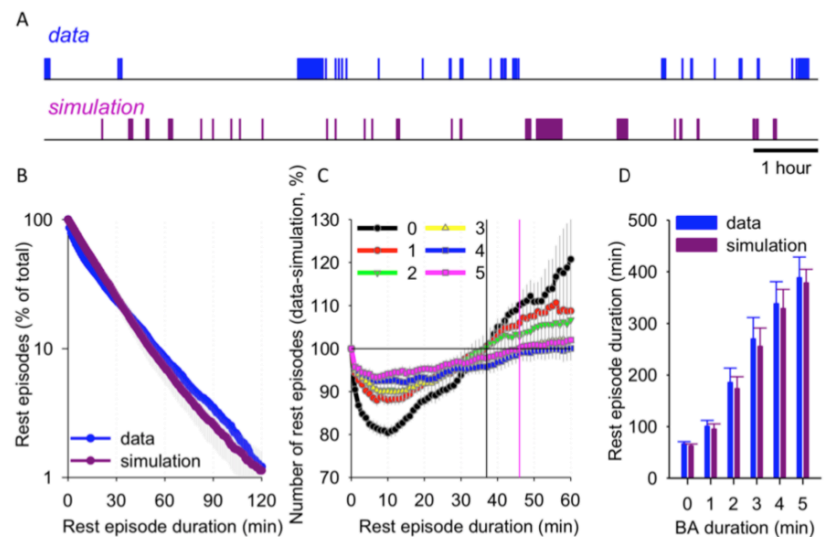 A
data
simulation
1 hour
B
100
10
1
0 30 60 90 120
Rest episodes (% of total)
Rest episode duration (min)
data
simulation
C
130
120
110
100
90
80
70
0 10 20 30 40 50 60
Number of rest episodes (data-simulation, %)
Rest episode duration (min)
0 3
1 4
2 5
D
500
400
300
200
100
0
0 1 2 3 4 5
Rest episode duration (min)
BA duration (min)
data
simulation